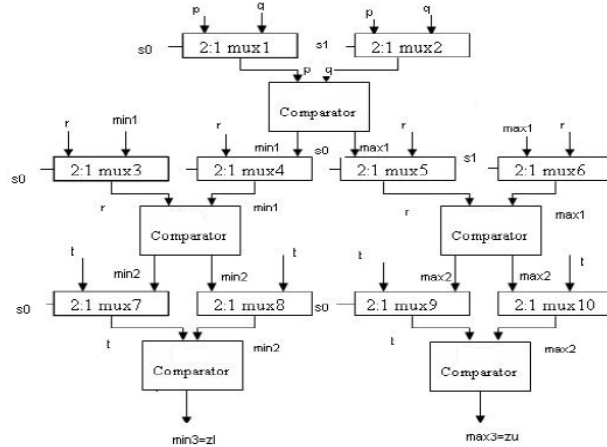 p q p q
s0 2:1 mux1 s1 2:1 mux2
p q
Comparator
r min1 r min1 s0 max1 r max1 r
s0 2:1 mux3 2:1 mux4 2:1 mux5 s1 2:1 mux6
r min1 r max1
Comparator Comparator
t min2 min2 t t max2 max2 t
s0 2:1 mux7 2:1 mux8 s0 2:1 mux9 2:1 mux10
t min2 t max2
Comparator Comparator
min3=zl max3=zu